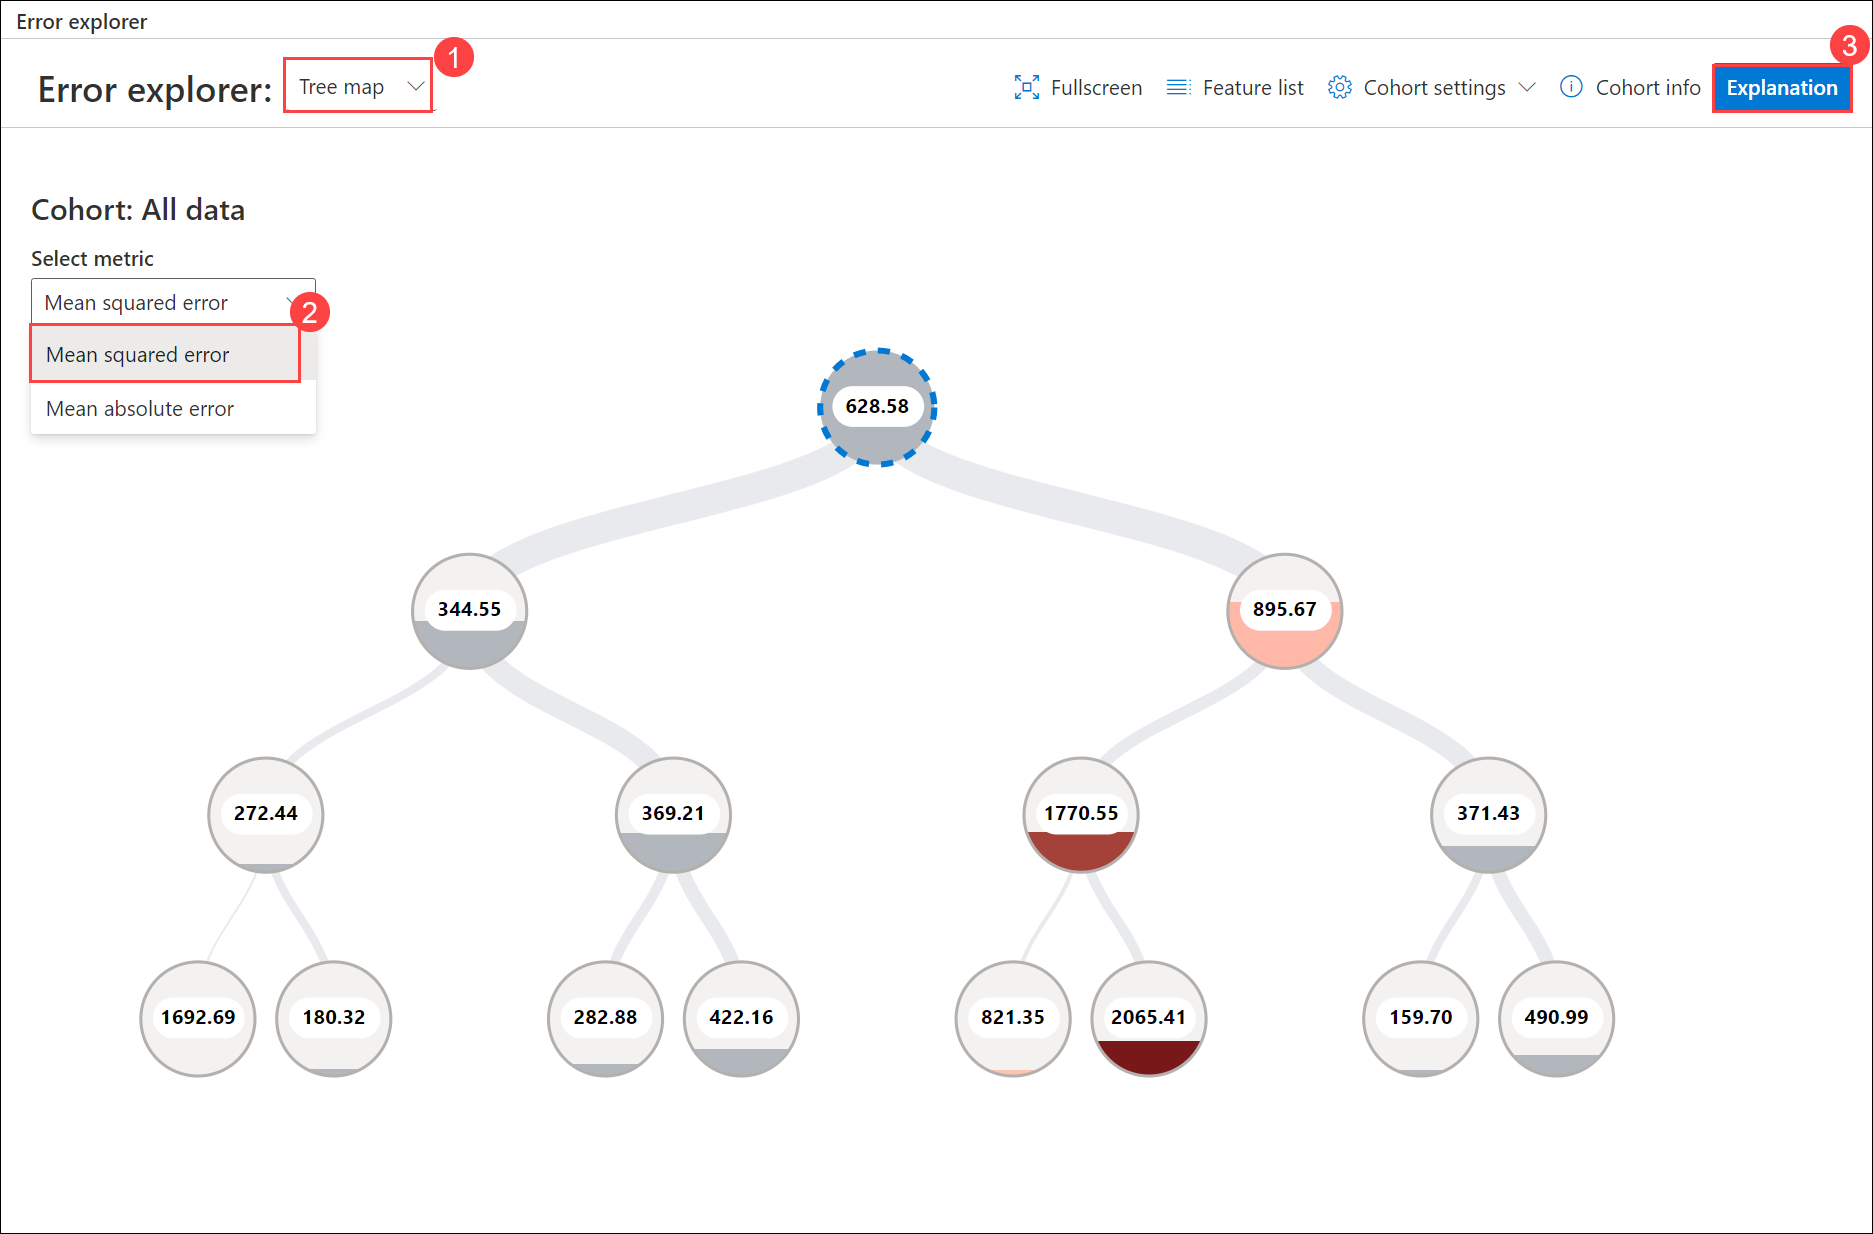 Error explorer
1
3
Error explorer: Tree map Fullscreen Feature list Cohort settings Cohort info Explanation
Cohort: All data
Select metric
Mean squared error
2
Mean squared error
Mean absolute error
628.58
344.55 895.67
272.44 369.21 1770.55 371.43
1692.69 180.32 282.88 422.16 821.35 2065.41 159.70 490.99